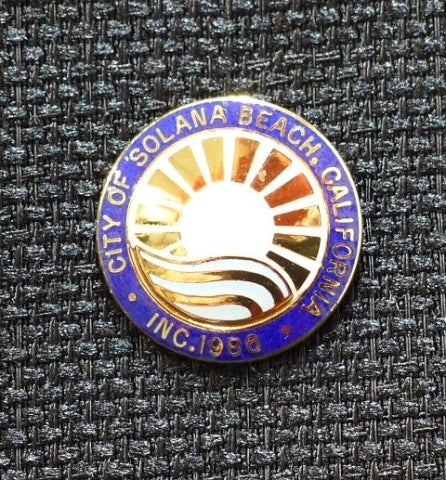 CITY OF SOLANA BEACH, CALIFORNIA
INC. 1986